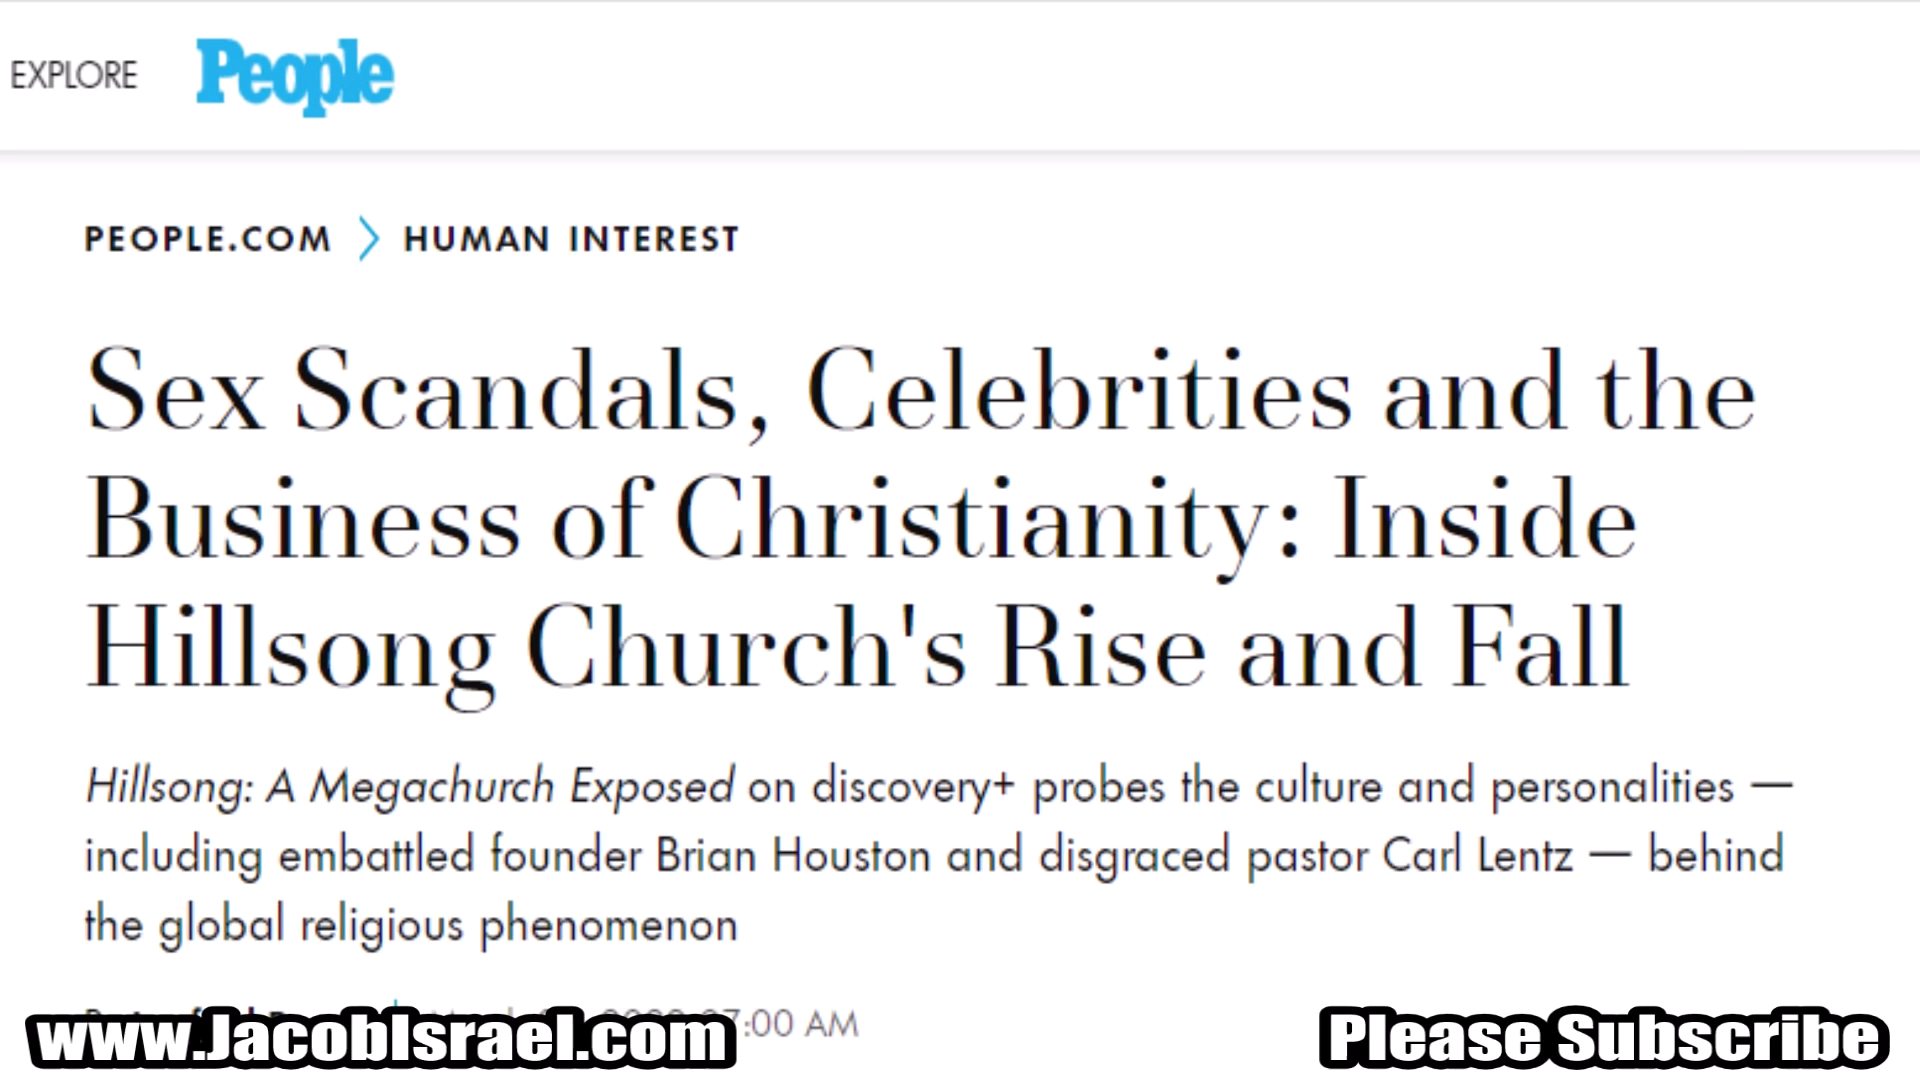 EXPLORE People
PEOPLE.COM > HUMAN INTEREST
Sex Scandals, Celebrities and the
Business of Christianity: Inside
Hillsong Church's Rise and Fall
Hillsong: A Megachurch Exposed on discovery+ probes the culture and personalities —
including embattled founder Brian Houston and disgraced pastor Carl Lentz — behind
the global religious phenomenon
:00 AM
www.JacobIsrael.com
Please Subscribe